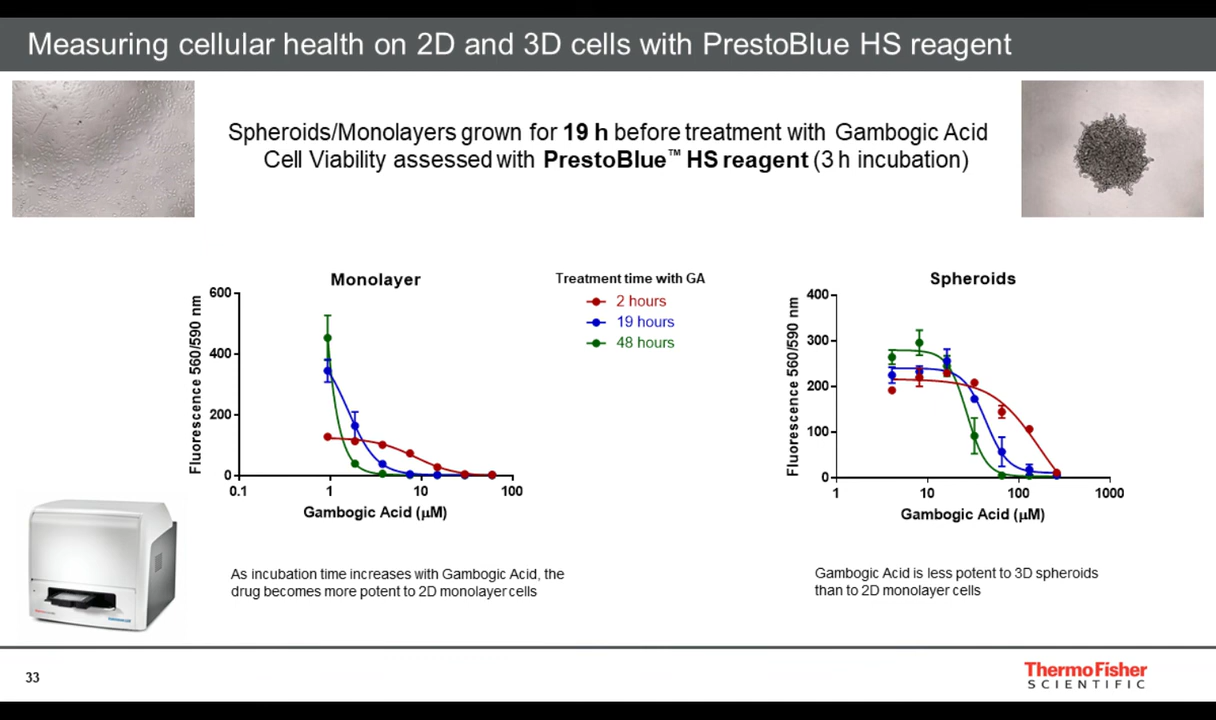 Measuring cellular health on 2D and 3D cells with PrestoBlue HS reagent
Spheroids/Monolayers grown for 19 h before treatment with Gambogic Acid
Cell Viability assessed with PrestoBlue™ HS reagent (3 h incubation)
Monolayer
Fluorescence 560/590 nm
600
400
200
0
0.1
1
10
100
Gambogic Acid (µM)
Treatment time with GA
2 hours
19 hours
48 hours
Spheroids
Fluorescence 560/590 nm
400
300
200
100
0
1
10
100
1000
Gambogic Acid (µM)
As incubation time increases with Gambogic Acid, the
drug becomes more potent to 2D monolayer cells
Gambogic Acid is less potent to 3D spheroids
than to 2D monolayer cells
33
ThermoFisher
SCIENTIFIC